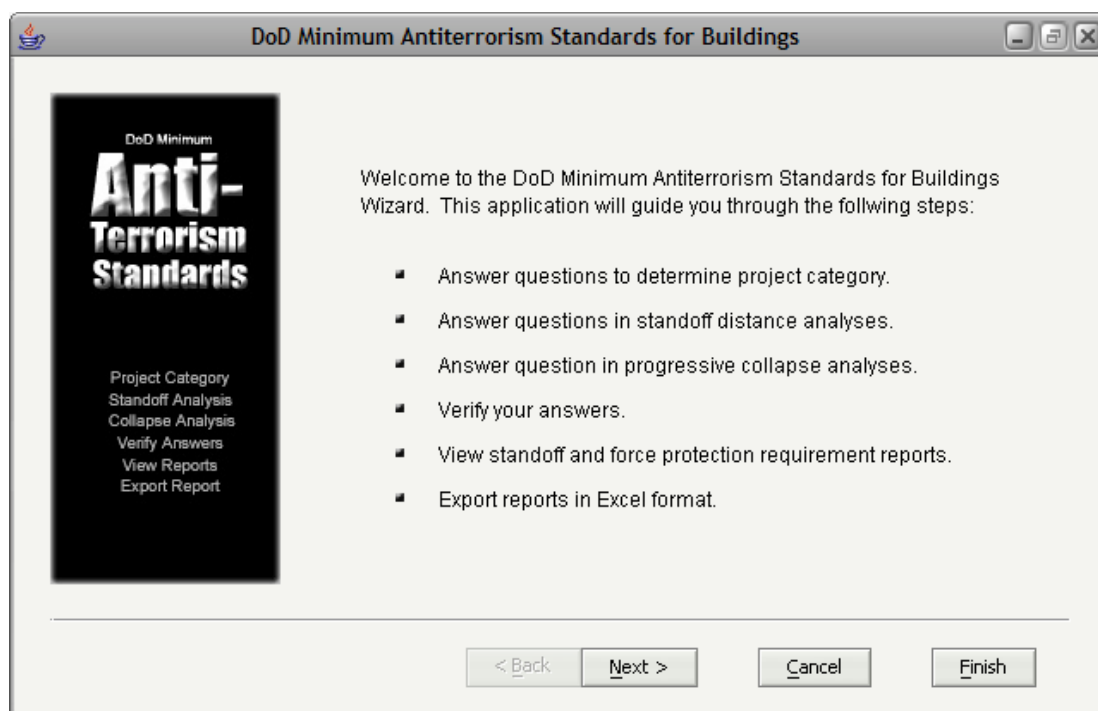 DoD Minimum Antiterrorism Standards for Buildings
DoD Minimum
Anti-
Terrorism
Standards
Project Category
Standoff Analysis
Collapse Analysis
Verify Answers
View Reports
Export Report
Welcome to the DoD Minimum Antiterrorism Standards for Buildings
Wizard. This application will guide you through the follwing steps:
Answer questions to determine project category.
Answer questions in standoff distance analyses.
Answer question in progressive collapse analyses.
Verify your answers.
View standoff and force protection requirement reports.
Export reports in Excel format.
< Back Next > Cancel Finish